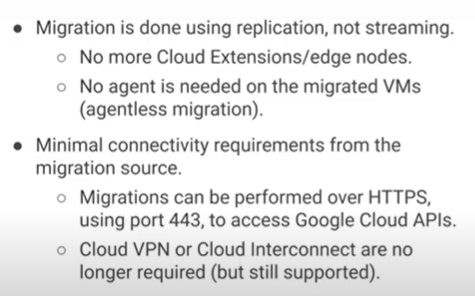 ● Migration is done using replication, not streaming.
○ No more Cloud Extensions/edge nodes.
○ No agent is needed on the migrated VMs
(agentless migration).
● Minimal connectivity requirements from the
migration source.
○ Migrations can be performed over HTTPS,
using port 443, to access Google Cloud APIs.
○ Cloud VPN or Cloud Interconnect are no
longer required (but still supported).